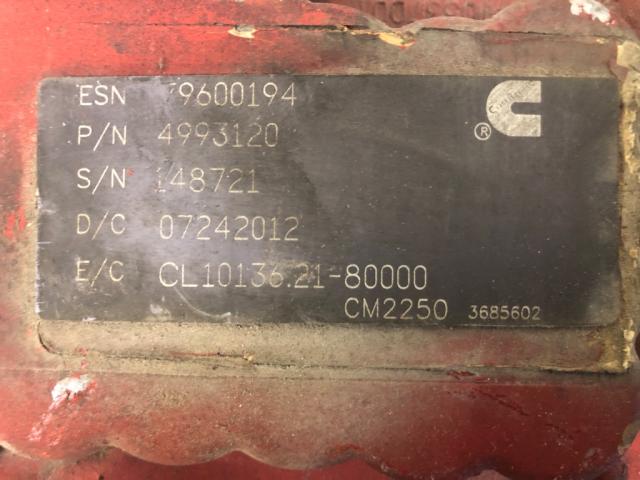 ESN 79600194
P/N 4993120
S/N 148721
D/C 07242012
E/C CL10136.21-80000
CM2250 3685602
®